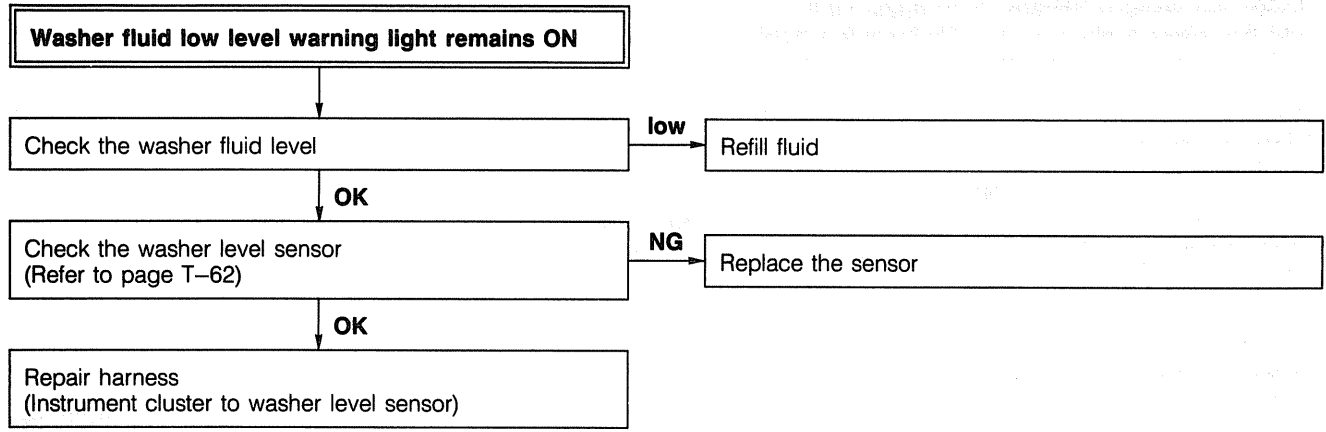 Washer fluid low level warning light remains ON
Check the washer fluid level
low
Refill fluid
OK
Check the washer level sensor
(Refer to page T–62)
NG
Replace the sensor
OK
Repair harness
(Instrument cluster to washer level sensor)